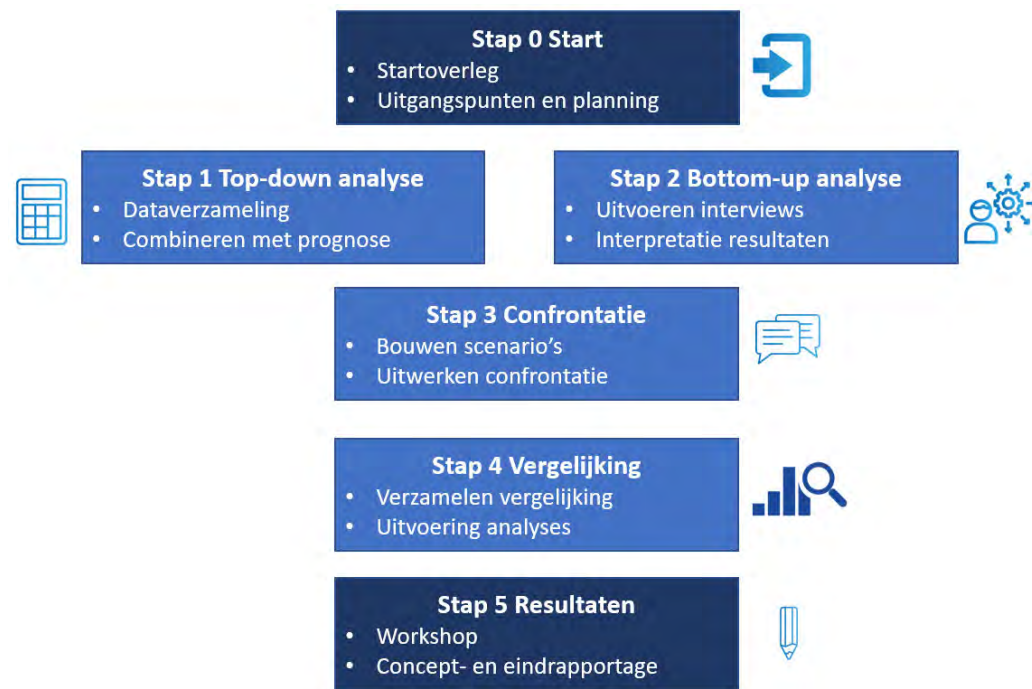 Stap 0 Start
• Startoverleg
• Uitgangspunten en planning
Stap 1 Top-down analyse
• Dataverzameling
• Combineren met prognose
Stap 2 Bottom-up analyse
• Uitvoeren interviews
• Interpretatie resultaten
Stap 3 Confrontatie
• Bouwen scenario's
• Uitwerken confrontatie
Stap 4 Vergelijking
• Verzamelen vergelijking
• Uitvoering analyses
Stap 5 Resultaten
• Workshop
• Concept- en eindrapportage